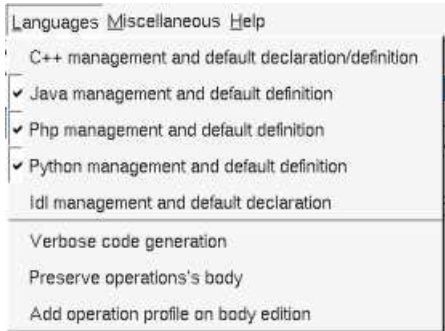 Languages Miscellaneous Help
C++ management and default declaration/definition
Java management and default definition
Php management and default definition
Python management and default definition
Idl management and default declaration
Verbose code generation
Preserve operations's body
Add operation profile on body edition